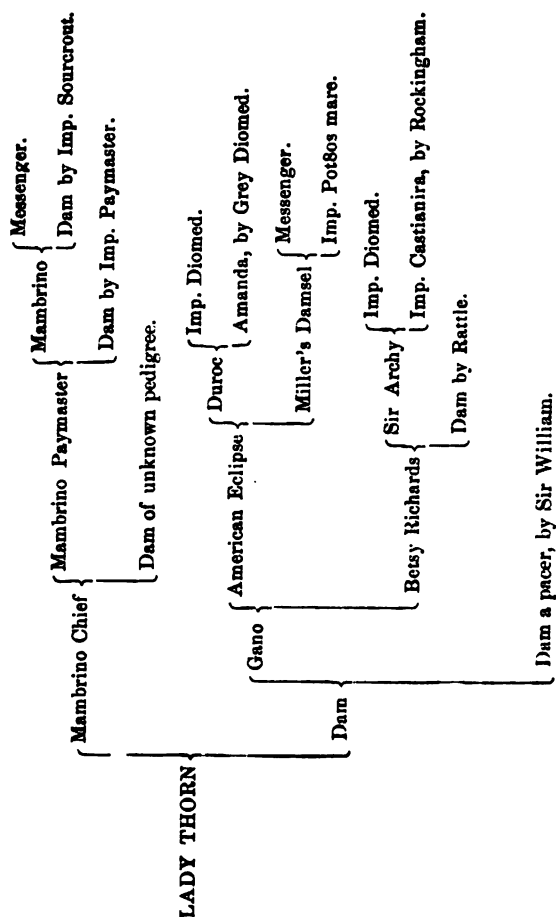 Messenger.
Mambrino
Dam by Imp. Sourcrout.
Mambrino Paymaster
Dam by Imp. Paymaster.
Mambrino Chief
Dam of unknown pedigree.
LADY THORN
Imp. Diomed.
Duroc
Amanda, by Grey Diomed.
American Eclipse
Messenger.
Miller's Damsel
Imp. Pot8os mare.
Gano
Imp. Diomed.
Sir Archy
Imp. Castianira, by Rockingham.
Betsy Richards
Dam by Rattle.
Dam
Dam a pacer, by Sir William.